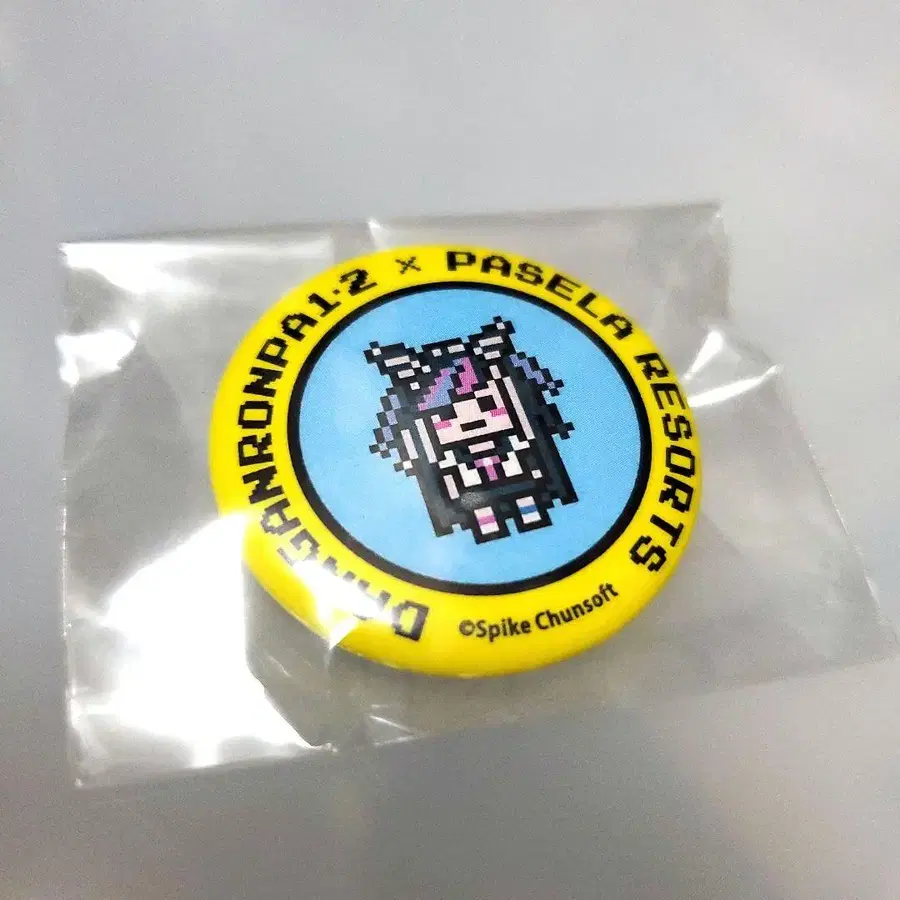 DANGANRONPA1・2 × PASELA RESORTS
©Spike Chunsoft